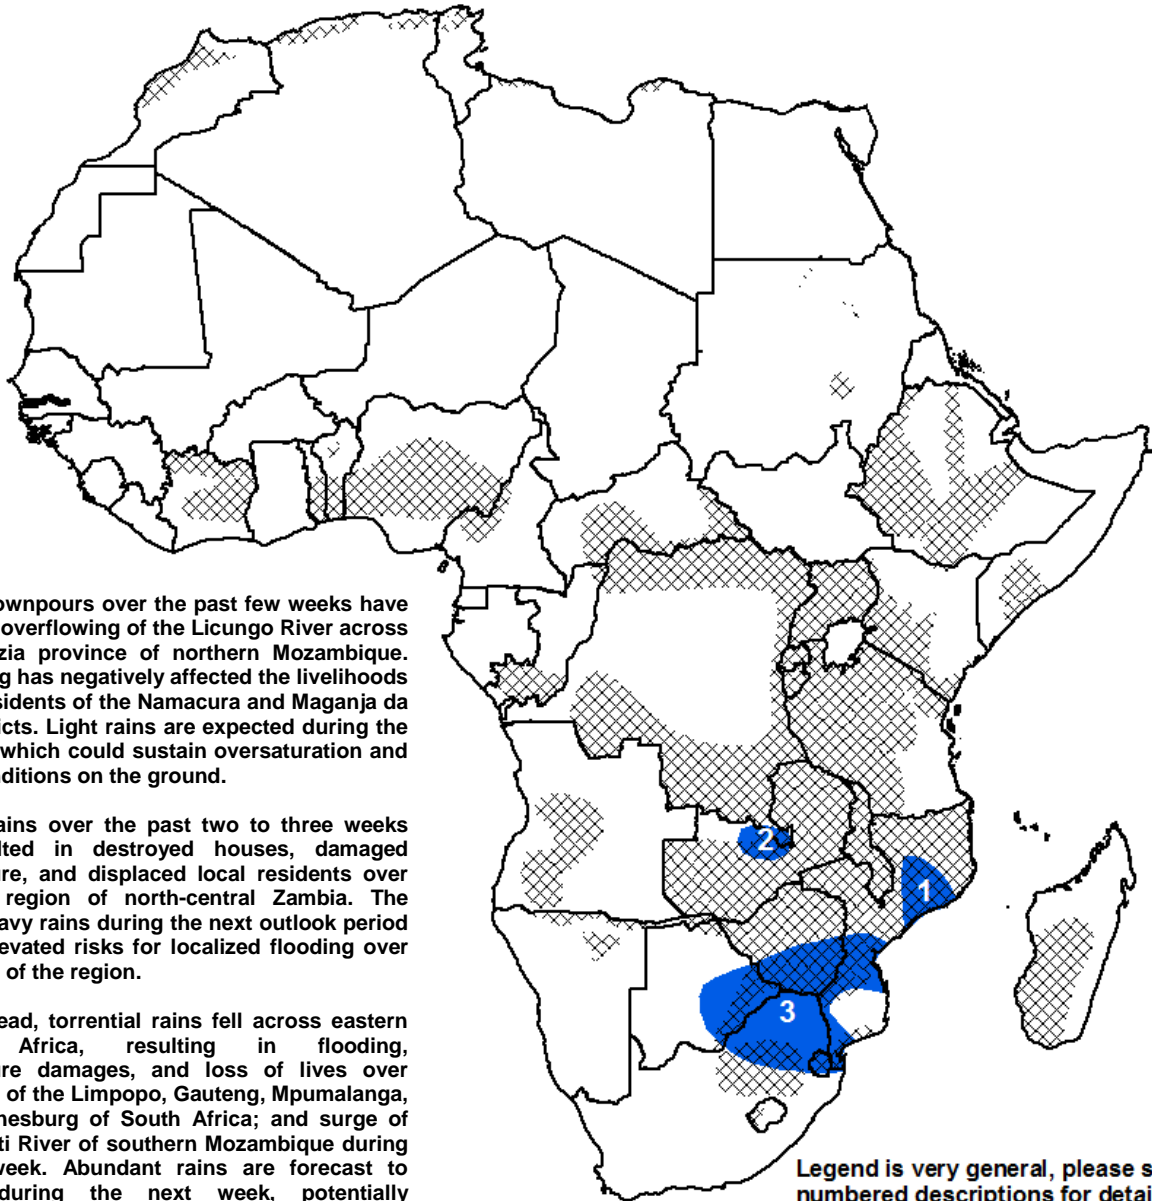 ownpours over the past few weeks have
overflowing of the Licungo River across
zia province of northern Mozambique.
g has negatively affected the livelihoods
sidents of the Namacura and Maganja da
icts. Light rains are expected during the
which could sustain oversaturation and
nditions on the ground.
ains over the past two to three weeks
lted in destroyed houses, damaged
ure, and displaced local residents over
region of north-central Zambia. The
eavy rains during the next outlook period
evated risks for localized flooding over
of the region.
ead, torrential rains fell across eastern
Africa, resulting in flooding,
ure damages, and loss of lives over
of the Limpopo, Gauteng, Mpumalanga,
nnesburg of South Africa; and surge of
ti River of southern Mozambique during
week. Abundant rains are forecast to
during the next week, potentially
2
1
3
Legend is very general, please s
numbered descriptions for detai